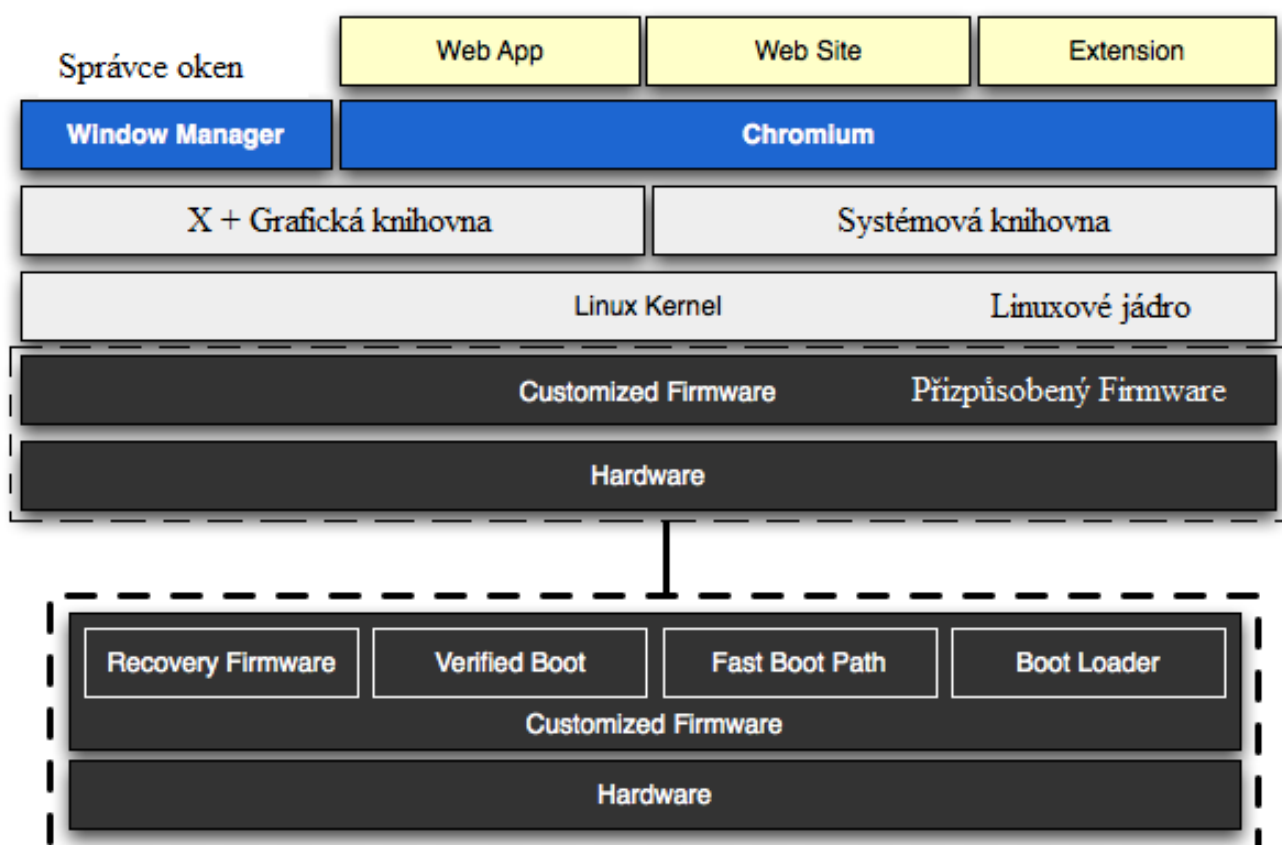 Web App
Web Site
Extension
Správce oken
Window Manager
Chromium
X + Grafická knihovna
Systémová knihovna
Linux Kernel
Linuxové jádro
Customized Firmware
Přizpůsobený Firmware
Hardware
Recovery Firmware
Verified Boot
Fast Boot Path
Boot Loader
Customized Firmware
Hardware